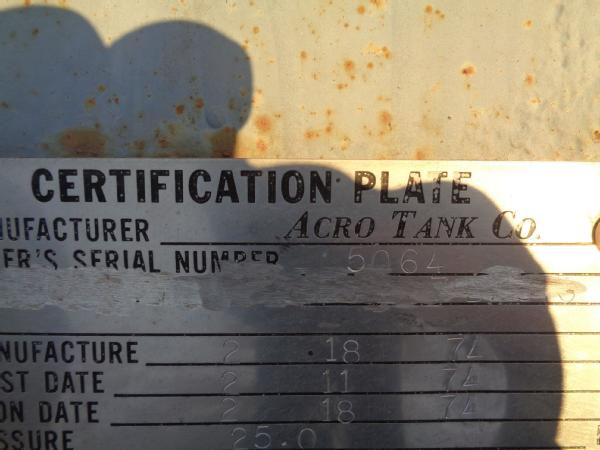 CERTIFICATION PLATE
NUFACTURER ACRO TANK CO.
ER'S SERIAL NUMBER 5064
NUFACTURE 2 18 74
ST DATE 2 11 74
ON DATE 2 18 74
SSURE 25.0